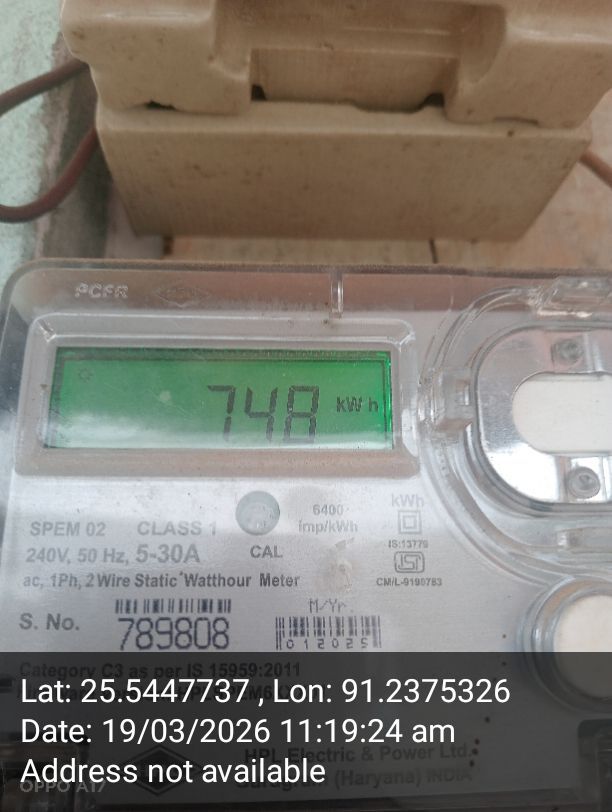 PCFR
748 kWh
SPEM 02 CLASS 1
240V, 50 Hz, 5-30A
ac, 1Ph, 2 Wire Static Watthour Meter
CAL
6400
imp/kWh
kWh
IS:13779
ISI
CM/L-9190783
S. No.
789808
M/Yr.
012025
Category C3 as per IS 15959:2011
Lat: 25.5447737 , Lon: 91.2375326
Date: 19/03/2026 11:19:24 am
HPL Electric & Power Ltd.
Address not available
Gurugram (Haryana) INDIA
OPPO A17